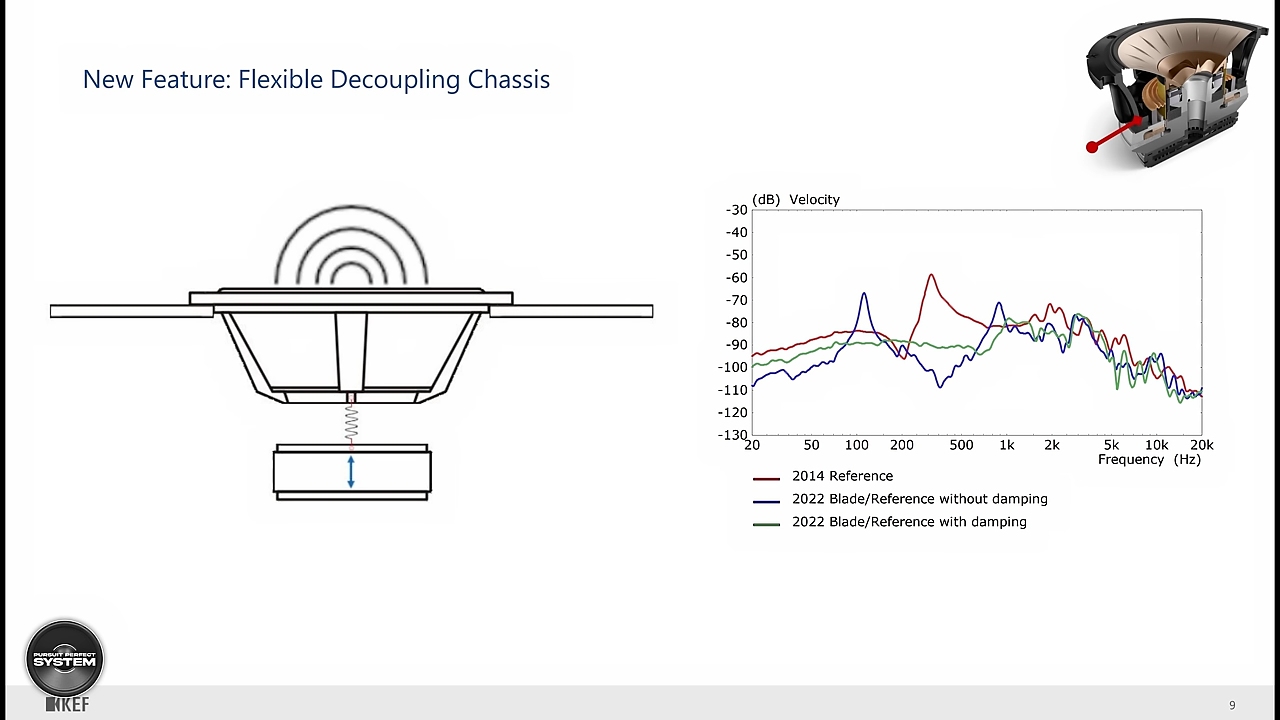 New Feature: Flexible Decoupling Chassis
(dB) Velocity
-30
-40
-50
-60
-70
-80
-90
-100
-110
-120
-130
20 50 100 200 500 1k 2k 5k 10k 20k
Frequency (Hz)
2014 Reference
2022 Blade/Reference without damping
2022 Blade/Reference with damping
PURSUIT PERFECT
SYSTEM
KEF
9